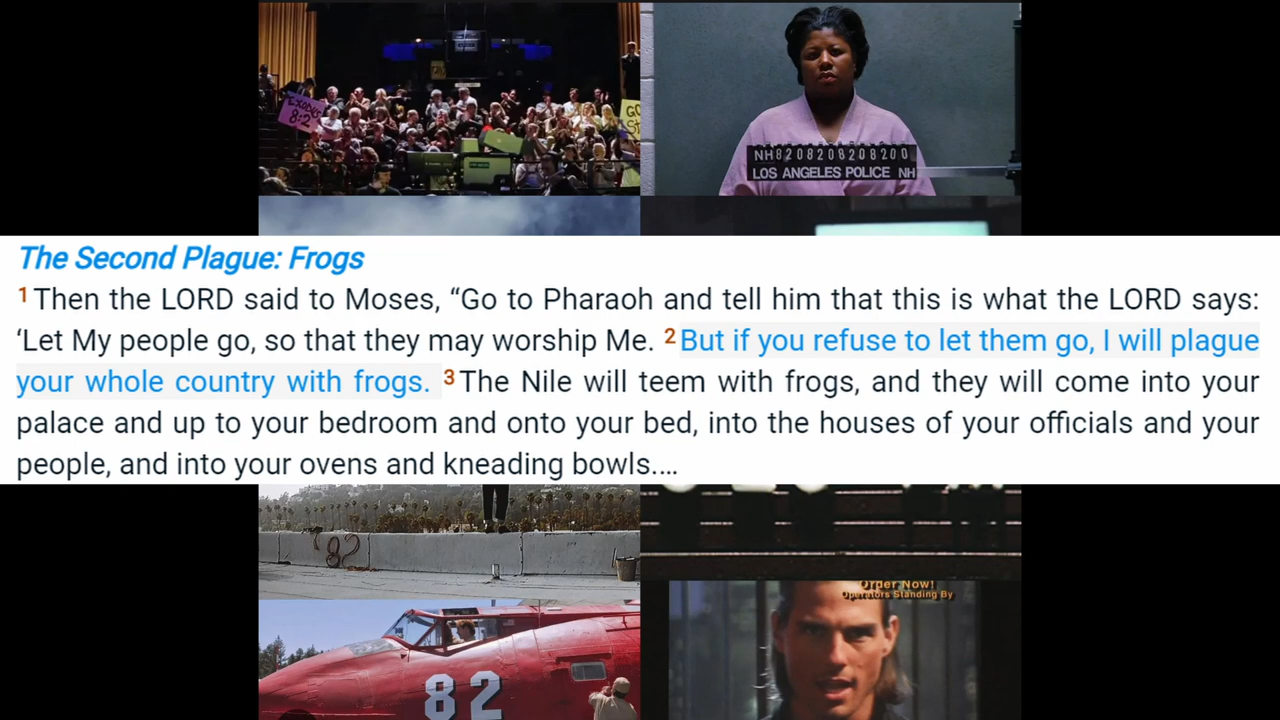 EXODUS
8:2
GO
NH820820820820 0
LOS ANGELES POLICE NH
The Second Plague: Frogs
1 Then the LORD said to Moses, “Go to Pharaoh and tell him that this is what the LORD says:
‘Let My people go, so that they may worship Me. 2 But if you refuse to let them go, I will plague
your whole country with frogs. 3 The Nile will teem with frogs, and they will come into your
palace and up to your bedroom and onto your bed, into the houses of your officials and your
people, and into your ovens and kneading bowls.…
82
Order Now!
Operators Standing By
82